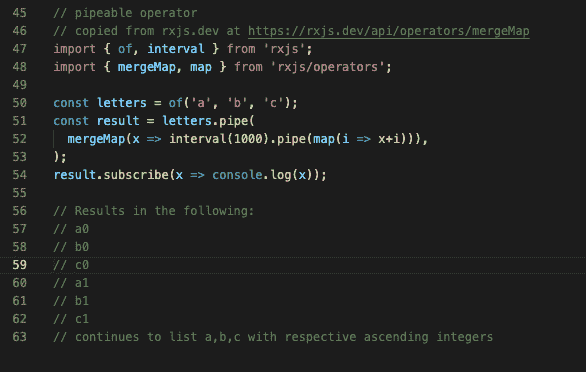 45 // pipeable operator
46 // copied from rxjs.dev at https://rxjs.dev/api/operators/mergeMap
47 import { of, interval } from 'rxjs';
48 import { mergeMap, map } from 'rxjs/operators';
49
50 const letters = of('a', 'b', 'c');
51 const result = letters.pipe(
52   mergeMap(x => interval(1000).pipe(map(i => x+i))),
53 );
54 result.subscribe(x => console.log(x));
55
56 // Results in the following:
57 // a0
58 // b0
59 // c0
60 // a1
61 // b1
62 // c1
63 // continues to list a,b,c with respective ascending integers